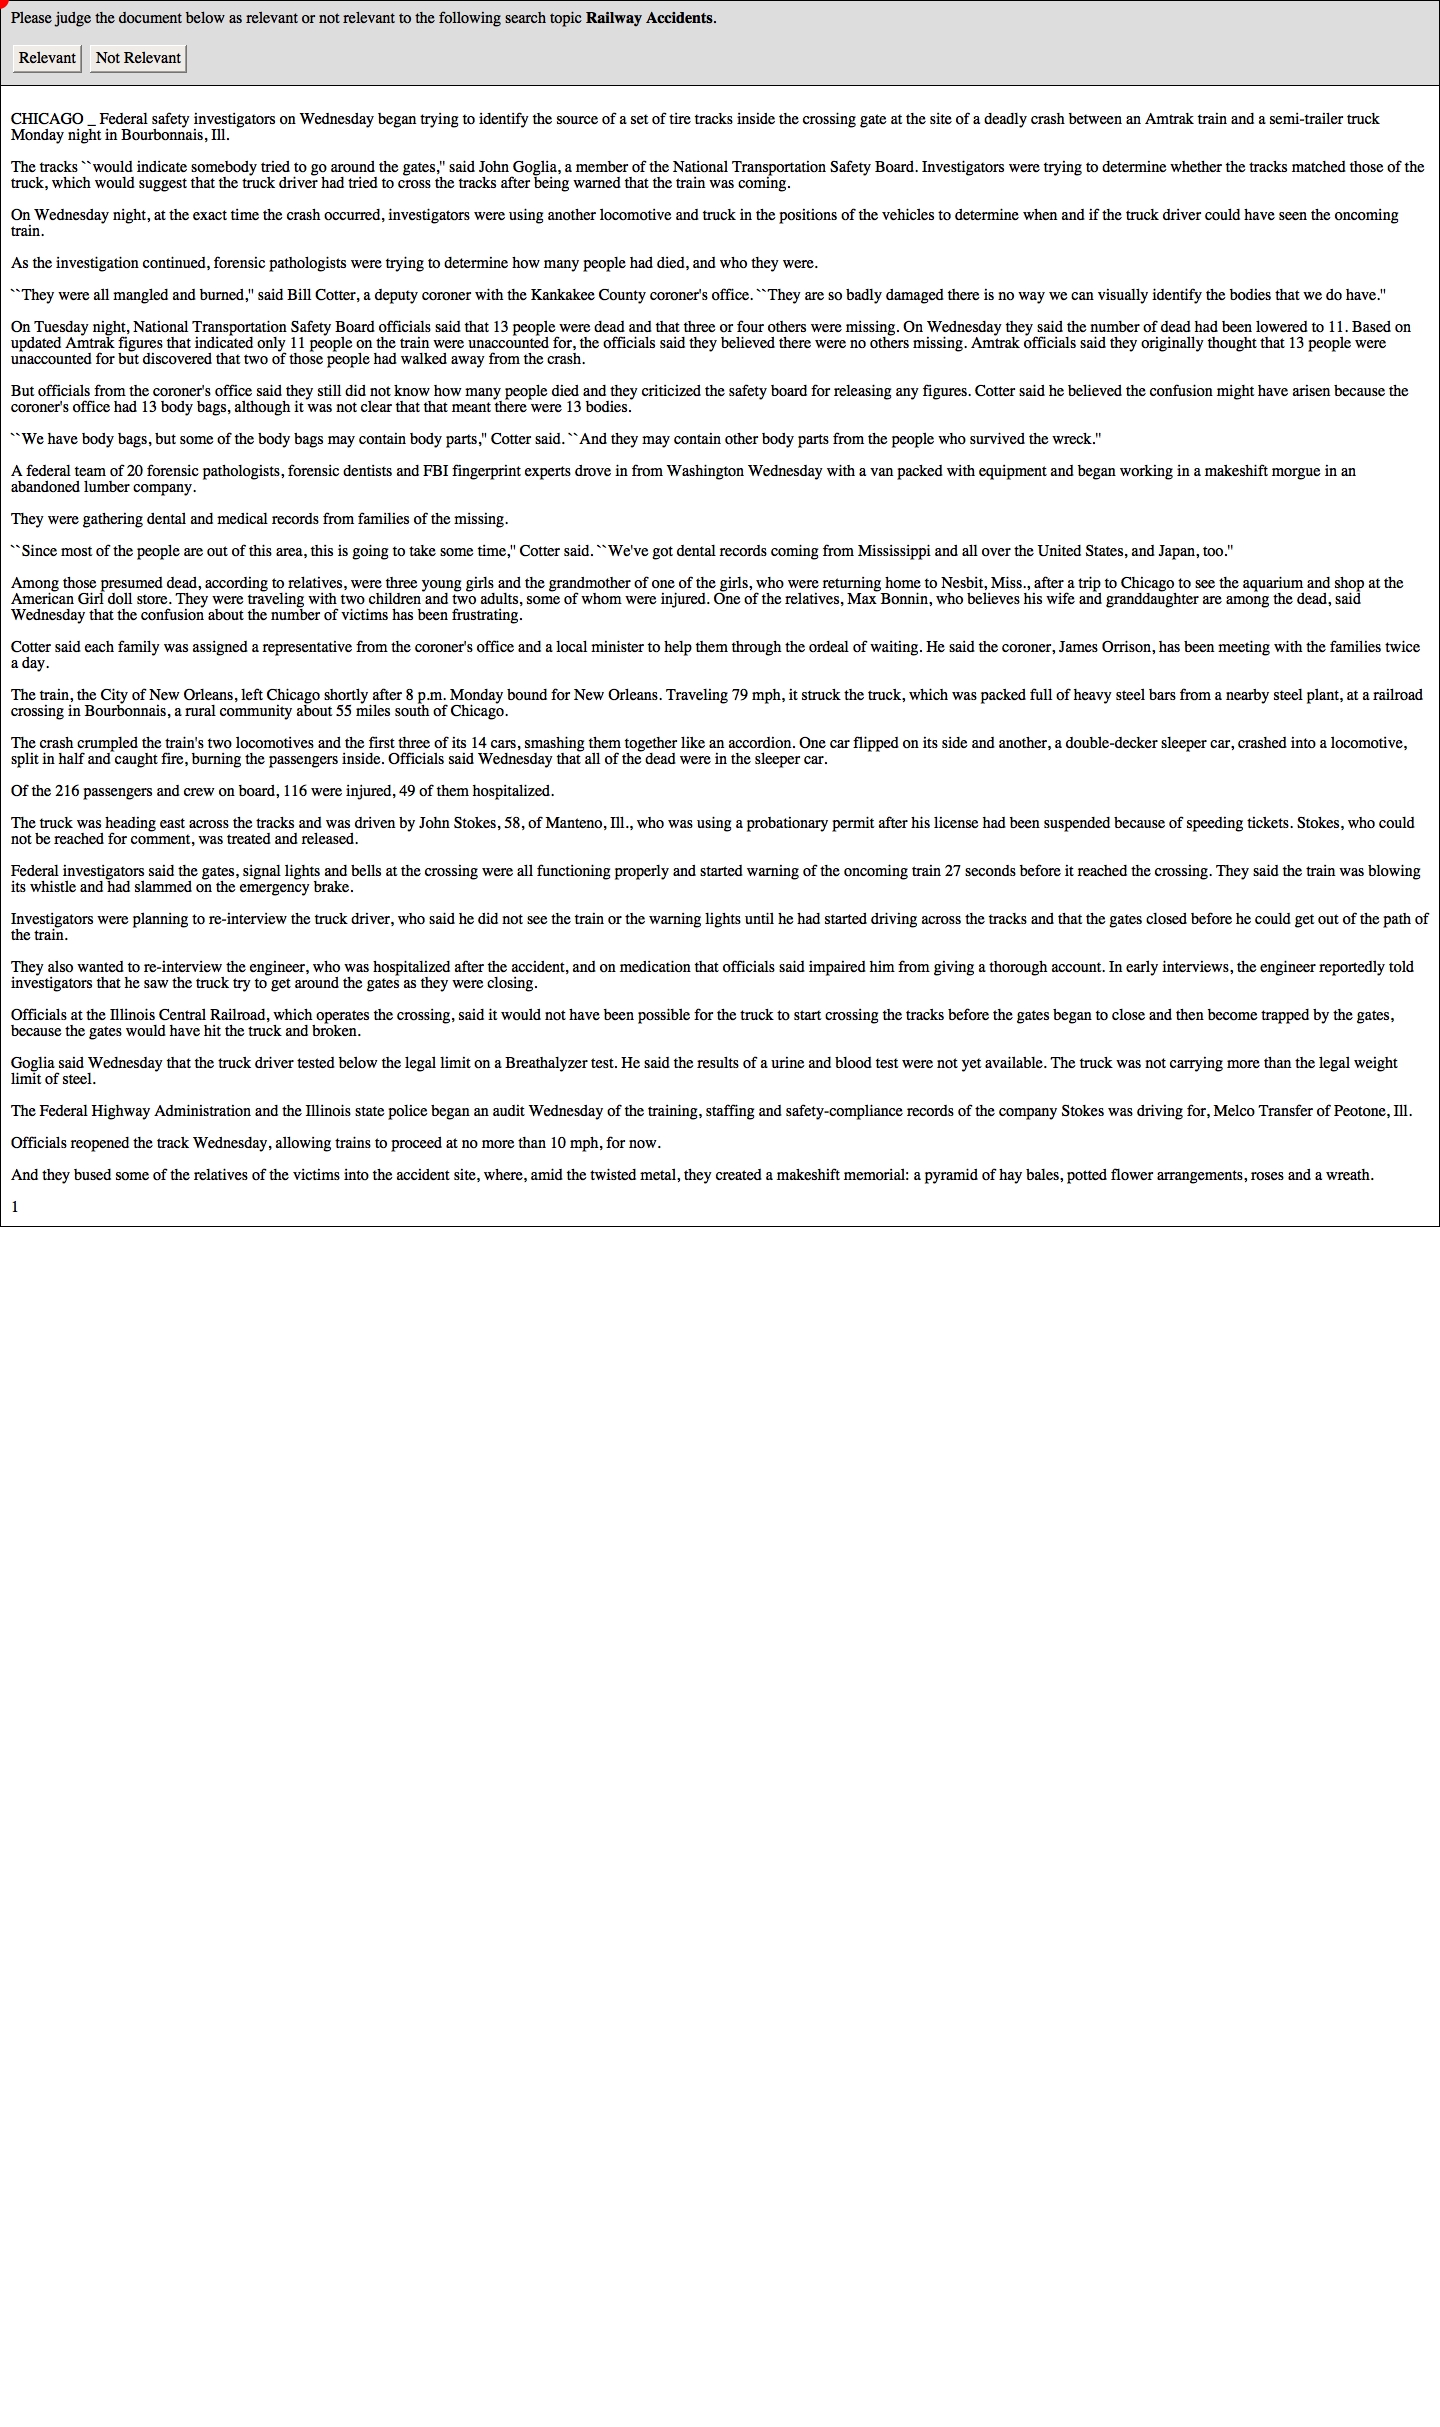 Please judge the document below as relevant or not relevant to the following search topic Railway Accidents.
Relevant Not Relevant
CHICAGO _ Federal safety investigators on Wednesday began trying to identify the source of a set of tire tracks inside the crossing gate at the site of a deadly crash between an Amtrak train and a semi-trailer truck
Monday night in Bourbonnais, Ill.
The tracks ``would indicate somebody tried to go around the gates,'' said John Goglia, a member of the National Transportation Safety Board. Investigators were trying to determine whether the tracks matched those of the
truck, which would suggest that the truck driver had tried to cross the tracks after being warned that the train was coming.
On Wednesday night, at the exact time the crash occurred, investigators were using another locomotive and truck in the positions of the vehicles to determine when and if the truck driver could have seen the oncoming
train.
As the investigation continued, forensic pathologists were trying to determine how many people had died, and who they were.
``They were all mangled and burned,'' said Bill Cotter, a deputy coroner with the Kankakee County coroner's office. ``They are so badly damaged there is no way we can visually identify the bodies that we do have.''
On Tuesday night, National Transportation Safety Board officials said that 13 people were dead and that three or four others were missing. On Wednesday they said the number of dead had been lowered to 11. Based on
updated Amtrak figures that indicated only 11 people on the train were unaccounted for, the officials said they believed there were no others missing. Amtrak officials said they originally thought that 13 people were
unaccounted for but discovered that two of those people had walked away from the crash.
But officials from the coroner's office said they still did not know how many people died and they criticized the safety board for releasing any figures. Cotter said he believed the confusion might have arisen because the
coroner's office had 13 body bags, although it was not clear that that meant there were 13 bodies.
``We have body bags, but some of the body bags may contain body parts,'' Cotter said. ``And they may contain other body parts from the people who survived the wreck.''
A federal team of 20 forensic pathologists, forensic dentists and FBI fingerprint experts drove in from Washington Wednesday with a van packed with equipment and began working in a makeshift morgue in an
abandoned lumber company.
They were gathering dental and medical records from families of the missing.
``Since most of the people are out of this area, this is going to take some time,'' Cotter said. ``We've got dental records coming from Mississippi and all over the United States, and Japan, too.''
Among those presumed dead, according to relatives, were three young girls and the grandmother of one of the girls, who were returning home to Nesbit, Miss., after a trip to Chicago to see the aquarium and shop at the
American Girl doll store. They were traveling with two children and two adults, some of whom were injured. One of the relatives, Max Bonnin, who believes his wife and granddaughter are among the dead, said
Wednesday that the confusion about the number of victims has been frustrating.
Cotter said each family was assigned a representative from the coroner's office and a local minister to help them through the ordeal of waiting. He said the coroner, James Orrison, has been meeting with the families twice
a day.
The train, the City of New Orleans, left Chicago shortly after 8 p.m. Monday bound for New Orleans. Traveling 79 mph, it struck the truck, which was packed full of heavy steel bars from a nearby steel plant, at a railroad
crossing in Bourbonnais, a rural community about 55 miles south of Chicago.
The crash crumpled the train's two locomotives and the first three of its 14 cars, smashing them together like an accordion. One car flipped on its side and another, a double-decker sleeper car, crashed into a locomotive,
split in half and caught fire, burning the passengers inside. Officials said Wednesday that all of the dead were in the sleeper car.
Of the 216 passengers and crew on board, 116 were injured, 49 of them hospitalized.
The truck was heading east across the tracks and was driven by John Stokes, 58, of Manteno, Ill., who was using a probationary permit after his license had been suspended because of speeding tickets. Stokes, who could
not be reached for comment, was treated and released.
Federal investigators said the gates, signal lights and bells at the crossing were all functioning properly and started warning of the oncoming train 27 seconds before it reached the crossing. They said the train was blowing
its whistle and had slammed on the emergency brake.
Investigators were planning to re-interview the truck driver, who said he did not see the train or the warning lights until he had started driving across the tracks and that the gates closed before he could get out of the path of
the train.
They also wanted to re-interview the engineer, who was hospitalized after the accident, and on medication that officials said impaired him from giving a thorough account. In early interviews, the engineer reportedly told
investigators that he saw the truck try to get around the gates as they were closing.
Officials at the Illinois Central Railroad, which operates the crossing, said it would not have been possible for the truck to start crossing the tracks before the gates began to close and then become trapped by the gates,
because the gates would have hit the truck and broken.
Goglia said Wednesday that the truck driver tested below the legal limit on a Breathalyzer test. He said the results of a urine and blood test were not yet available. The truck was not carrying more than the legal weight
limit of steel.
The Federal Highway Administration and the Illinois state police began an audit Wednesday of the training, staffing and safety-compliance records of the company Stokes was driving for, Melco Transfer of Peotone, Ill.
Officials reopened the track Wednesday, allowing trains to proceed at no more than 10 mph, for now.
And they bused some of the relatives of the victims into the accident site, where, amid the twisted metal, they created a makeshift memorial: a pyramid of hay bales, potted flower arrangements, roses and a wreath.
1